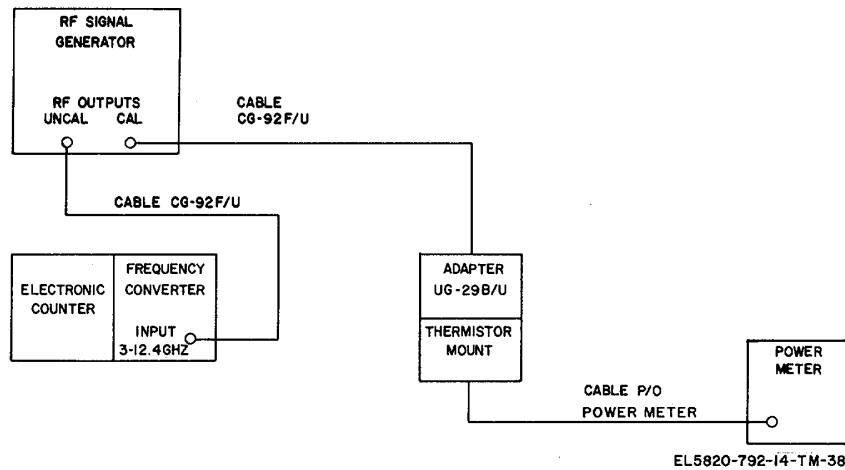 RF SIGNAL
GENERATOR
RF OUTPUTS
UNCAL CAL
CABLE
CG-92F/U
CABLE CG-92F/U
ELECTRONIC
COUNTER
FREQUENCY
CONVERTER
INPUT
3-12.4GHZ
ADAPTER
UG-29B/U
THERMISTOR
MOUNT
CABLE P/O
POWER METER
POWER
METER
EL5820-792-14-TM-38